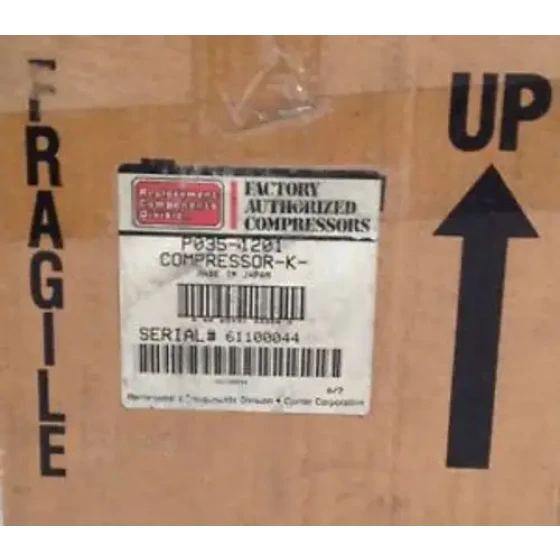 FRAGILE
UP
Replacement
Components
Division
FACTORY
AUTHORIZED
COMPRESSORS
P035-1201
COMPRESSOR-K-
MADE IN JAPAN
SERIAL# 61100044
Components Division • Carrier Corporation